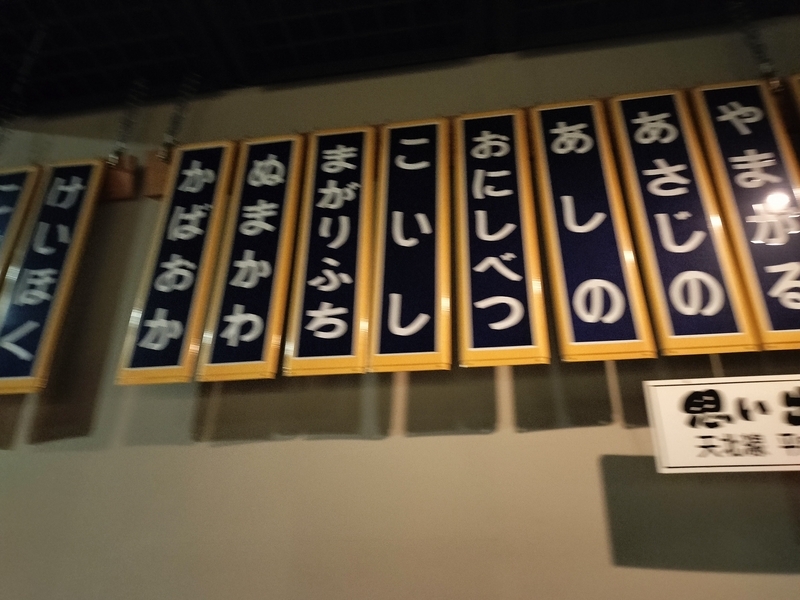 けいほく
かばおか
ぬまかわ
まがりふち
こいし
おにしべつ
あしの
あさじの
やまがる
思い出
天北線